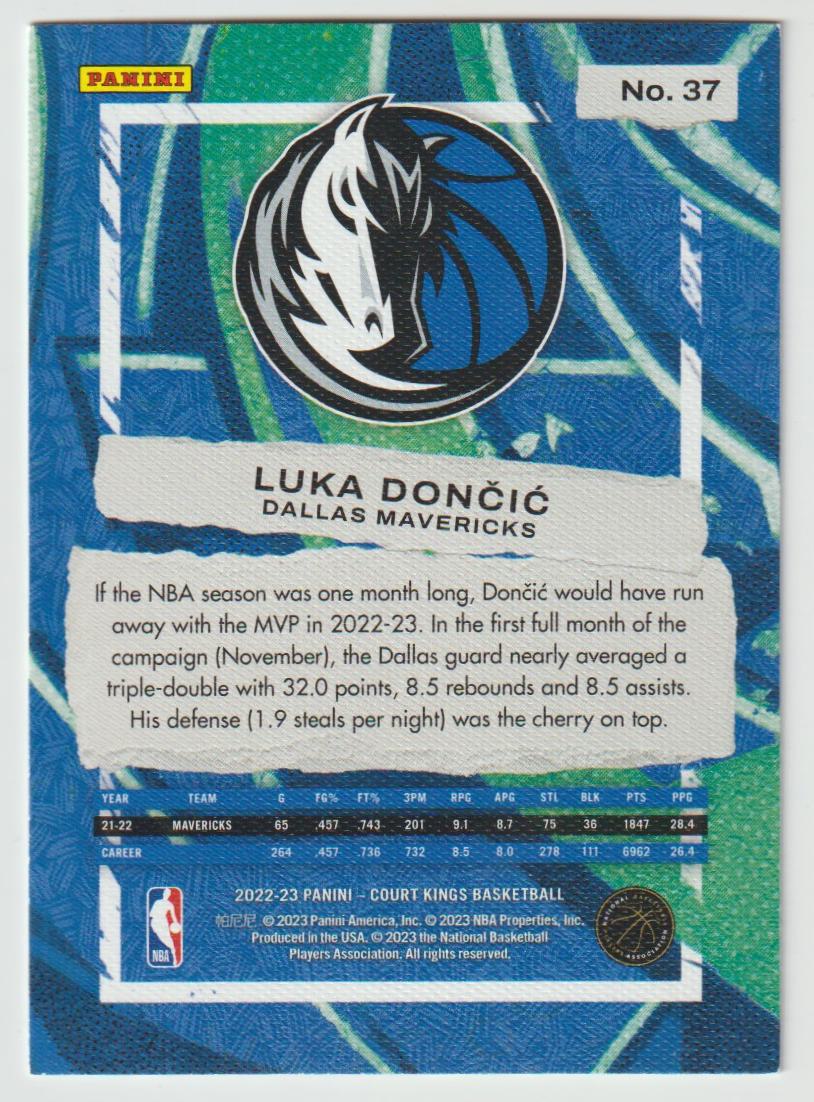 PANINI
No. 37
LUKA DONČIĆ
DALLAS MAVERICKS
If the NBA season was one month long, Dončić would have run
away with the MVP in 2022-23. In the first full month of the
campaign (November), the Dallas guard nearly averaged a
triple-double with 32.0 points, 8.5 rebounds and 8.5 assists.
His defense (1.9 steals per night) was the cherry on top.
YEAR TEAM G FG% FT% 3PM RPG APG STL BLK PTS PPG
21-22 MAVERICKS 65 .457 .743 201 9.1 8.7 75 36 1847 28.4
CAREER 264 .457 .736 732 8.5 8.0 278 111 6962 26.4
2022-23 PANINI – COURT KINGS BASKETBALL
帕尼尼 © 2023 Panini America, Inc. © 2023 NBA Properties, Inc.
Produced in the USA. © 2023 the National Basketball
Players Association. All rights reserved.
NBA
NATIONAL BASKETBALL
PLAYERS ASSOCIATION